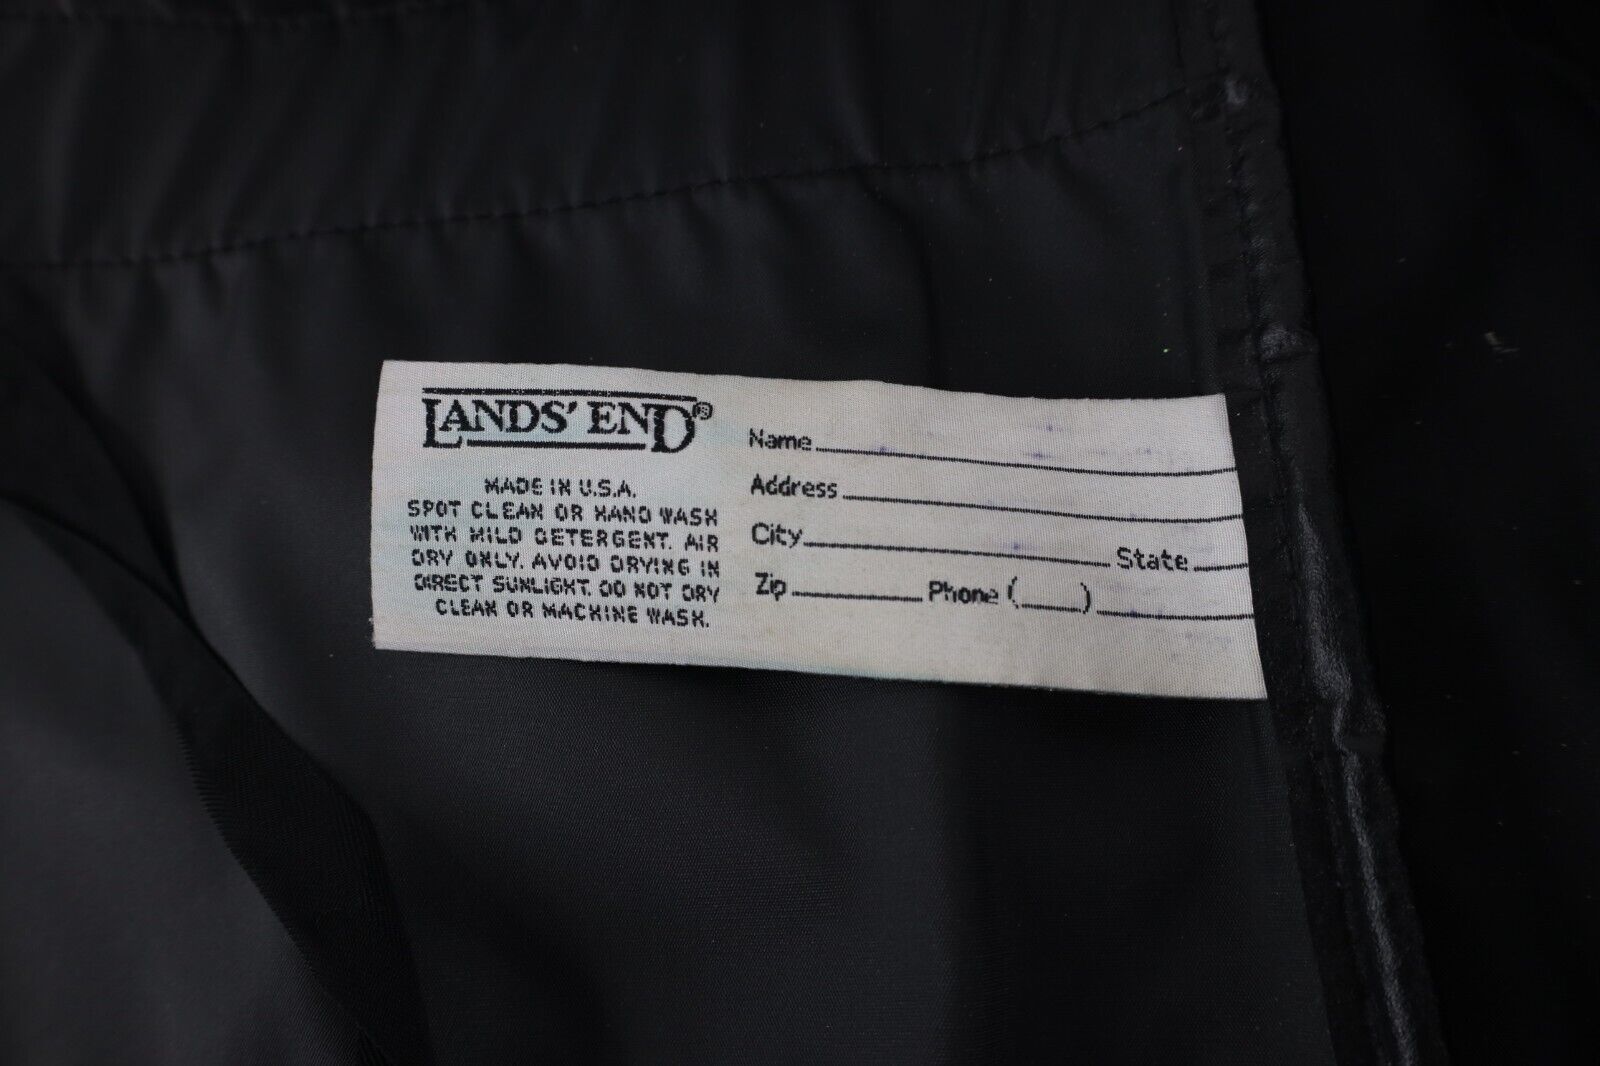 LANDS' END®
MADE IN U.S.A.
SPOT CLEAN OR HAND WASH
WITH MILD DETERGENT. AIR
DRY ONLY. AVOID DRYING IN
DIRECT SUNLIGHT. DO NOT DRY
CLEAN OR MACHINE WASH.
Name
Address
City State
Zip Phone ( )